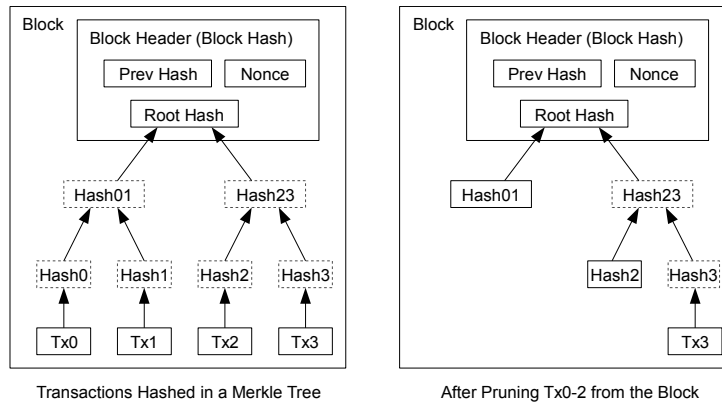 Block
Block Header (Block Hash)
Prev Hash
Nonce
Root Hash
Hash01
Hash23
Hash0
Hash1
Hash2
Hash3
Tx0
Tx1
Tx2
Tx3
Transactions Hashed in a Merkle Tree
Block
Block Header (Block Hash)
Prev Hash
Nonce
Root Hash
Hash01
Hash23
Hash2
Hash3
Tx3
After Pruning Tx0-2 from the Block